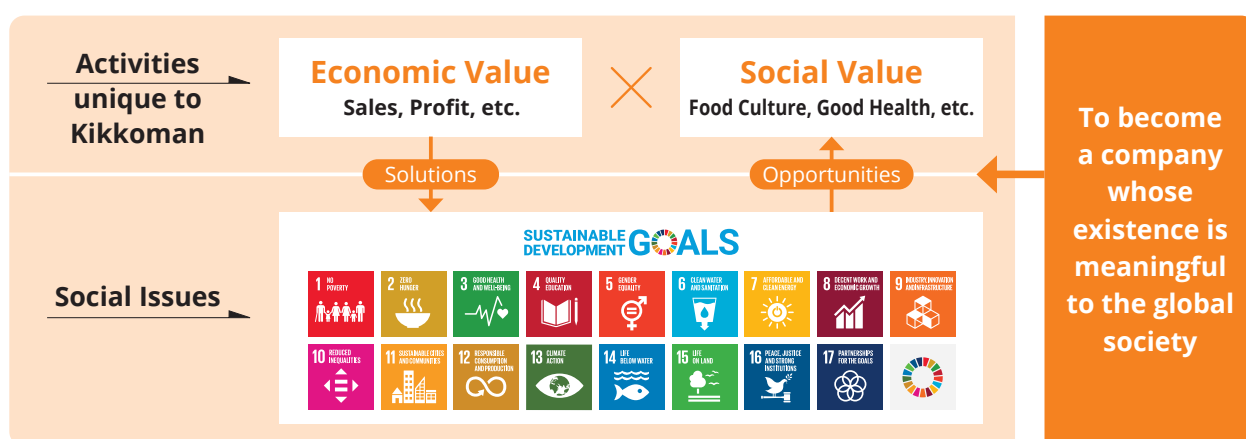 Activities
unique to
Kikkoman
Economic Value
Sales, Profit, etc.
Social Value
Food Culture, Good Health, etc.
Solutions
Opportunities
To become
a company
whose
existence is
meaningful
to the global
society
Social Issues
SUSTAINABLE
DEVELOPMENT GOALS
1 NO
POVERTY
2 ZERO
HUNGER
3 GOOD HEALTH
AND WELL-BEING
4 QUALITY
EDUCATION
5 GENDER
EQUALITY
6 CLEAN WATER
AND SANITATION
7 AFFORDABLE AND
CLEAN ENERGY
8 DECENT WORK AND
ECONOMIC GROWTH
9 INDUSTRY, INNOVATION
AND INFRASTRUCTURE
10 REDUCED
INEQUALITIES
11 SUSTAINABLE CITIES
AND COMMUNITIES
12 RESPONSIBLE
CONSUMPTION
AND PRODUCTION
13 CLIMATE
ACTION
14 LIFE
BELOW WATER
15 LIFE
ON LAND
16 PEACE, JUSTICE
AND STRONG
INSTITUTIONS
17 PARTNERSHIPS
FOR THE GOALS